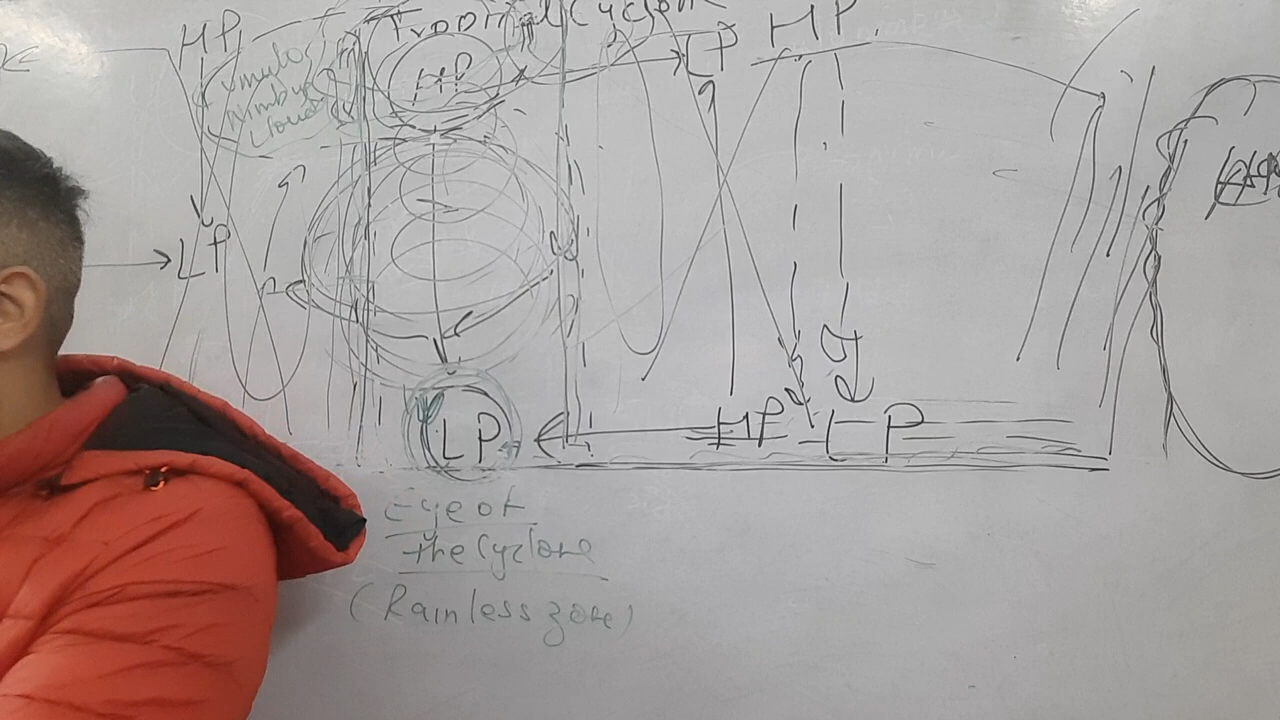 Tropical Cyclone
HP
Cumulo
Nimbus
Cloud
HP
LP
HP
LP
LP
HP
LP
Eye of
the Cyclone
(Rainless zone)